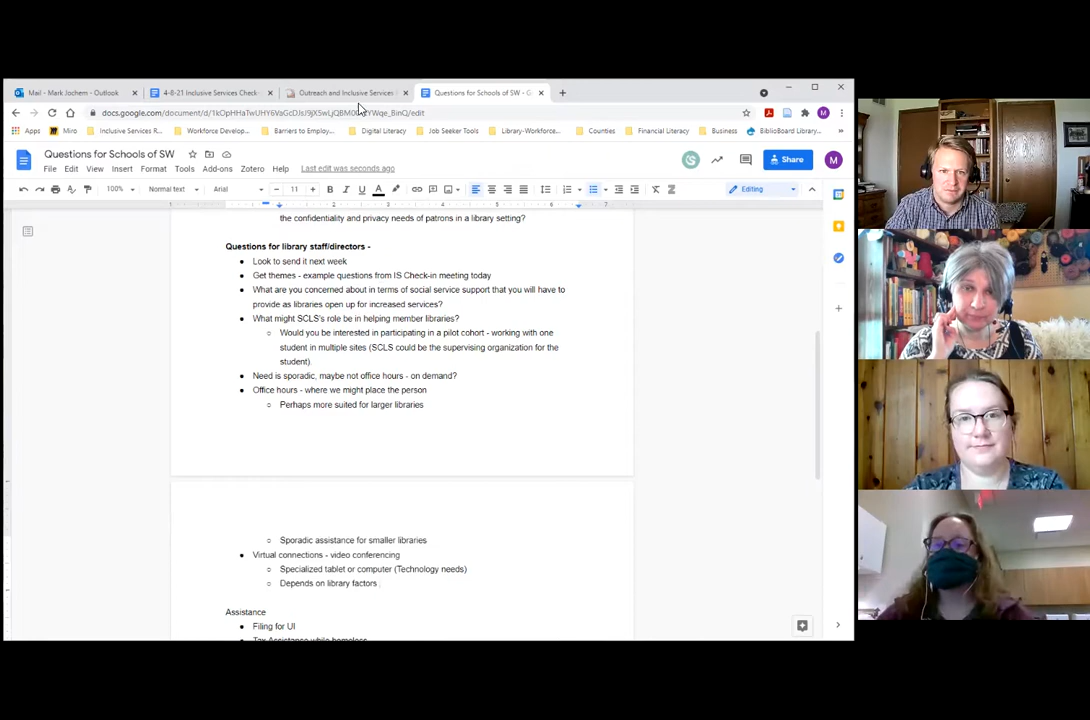 Mail - Mark Jochem - Outlook
4-8-21 Inclusive Services Check-
Outreach and Inclusive Services
Questions for Schools of SW - G
Apps
Miro
Inclusive Services R...
Workforce Develop...
Barriers to Employ...
Digital Literacy
Job Seeker Tools
Library-Workforce...
Counties
Financial Literacy
Business
BiblioBoard Library...
Questions for Schools of SW
File Edit View Insert Format Tools Add-ons Zotero Help Last edit was seconds ago
Share
M
100% Normal text Arial 11 Editing
the confidentiality and privacy needs of patrons in a library setting?
Questions for library staff/directors -
Look to send it next week
Get themes - example questions from IS Check-in meeting today
What are you concerned about in terms of social service support that you will have to
provide as libraries open up for increased services?
What might SCLS's role be in helping member libraries?
Would you be interested in participating in a pilot cohort - working with one
student in multiple sites (SCLS could be the supervising organization for the
student).
Need is sporadic, maybe not office hours - on demand?
Office hours - where we might place the person
Perhaps more suited for larger libraries
Sporadic assistance for smaller libraries
Virtual connections - video conferencing
Specialized tablet or computer (Technology needs)
Depends on library factors
Assistance
Filing for UI
Tax Assistance while homeless